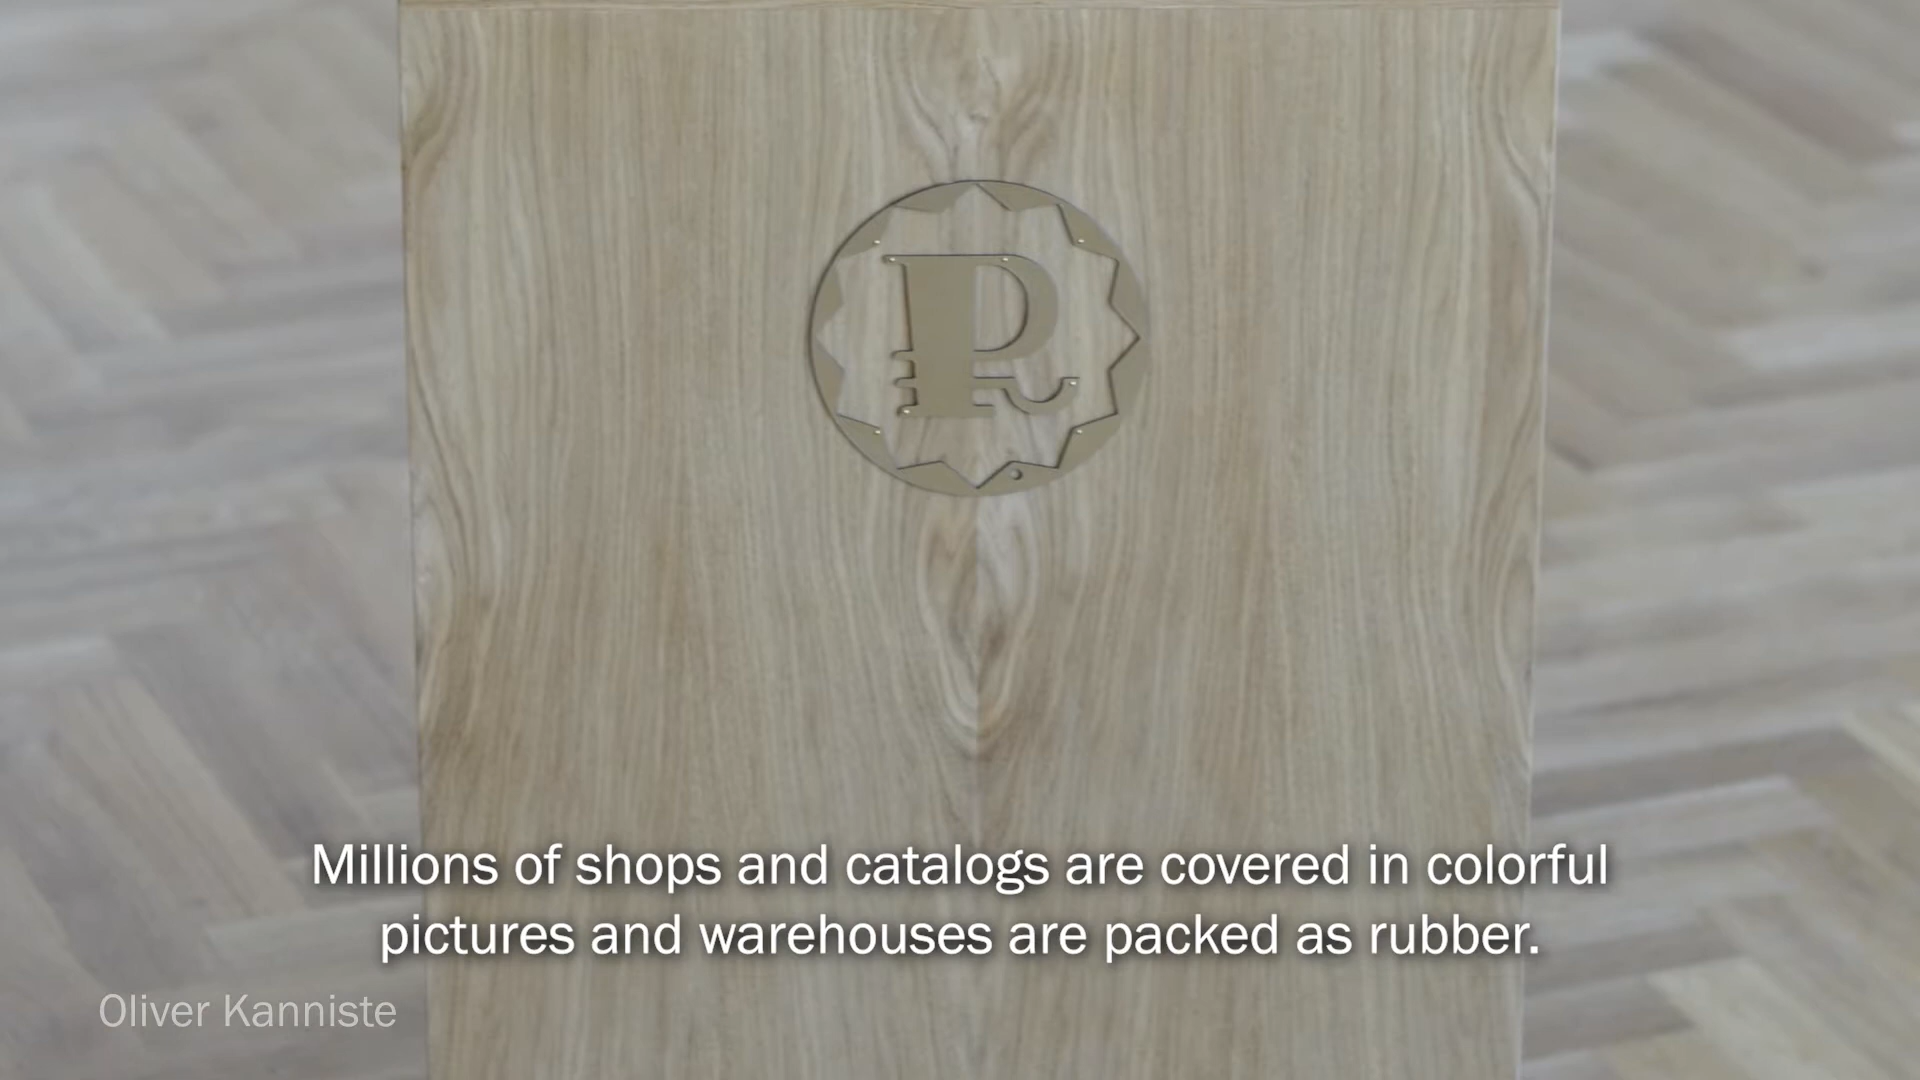 Millions of shops and catalogs are covered in colorful
pictures and warehouses are packed as rubber.
Oliver Kanniste